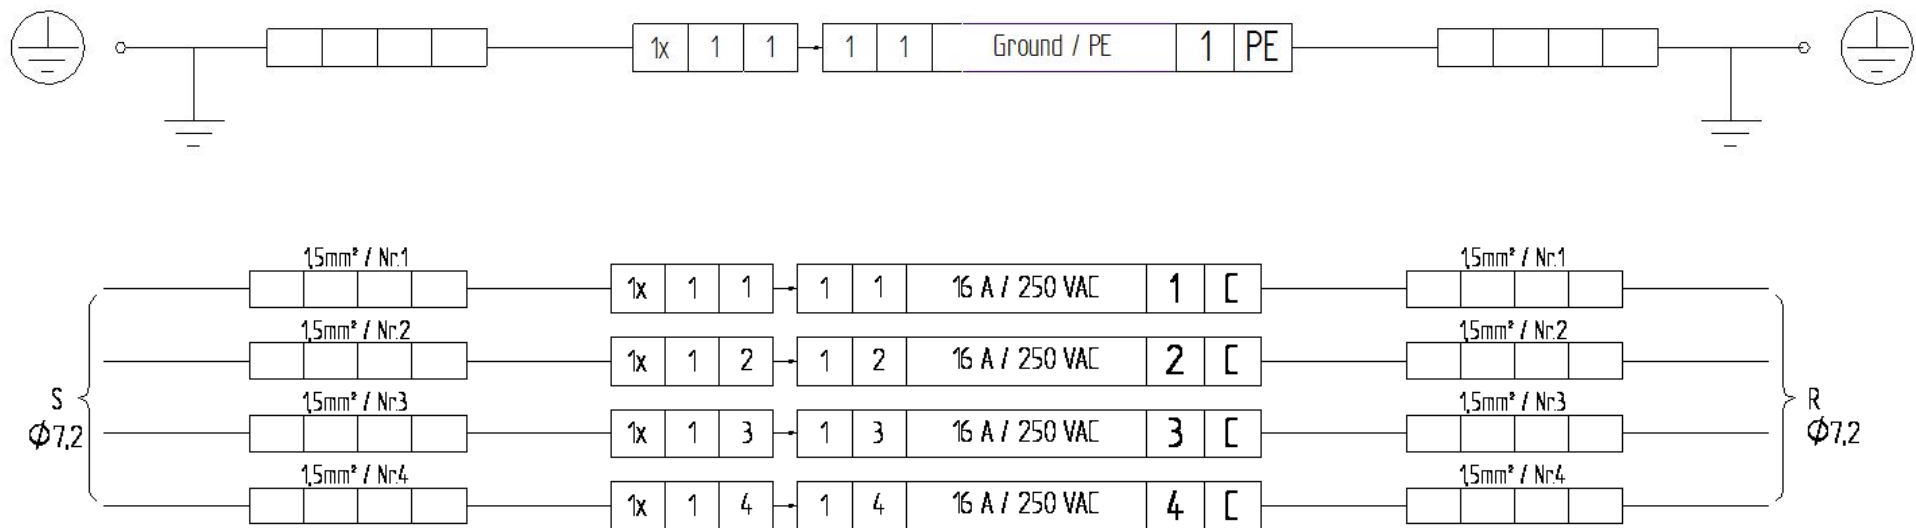 1x 1 1 1 1 Ground / PE 1 PE
1,5mm² / Nr.1 1,5mm² / Nr.1
1x 1 1 1 1 16 A / 250 VAC 1 C
1,5mm² / Nr.2 1,5mm² / Nr.2
1x 1 2 1 2 16 A / 250 VAC 2 C
S R
1,5mm² / Nr.3 1,5mm² / Nr.3
Ø7,2 1x 1 3 1 3 16 A / 250 VAC 3 C Ø7,2
1,5mm² / Nr.4 1,5mm² / Nr.4
1x 1 4 1 4 16 A / 250 VAC 4 C